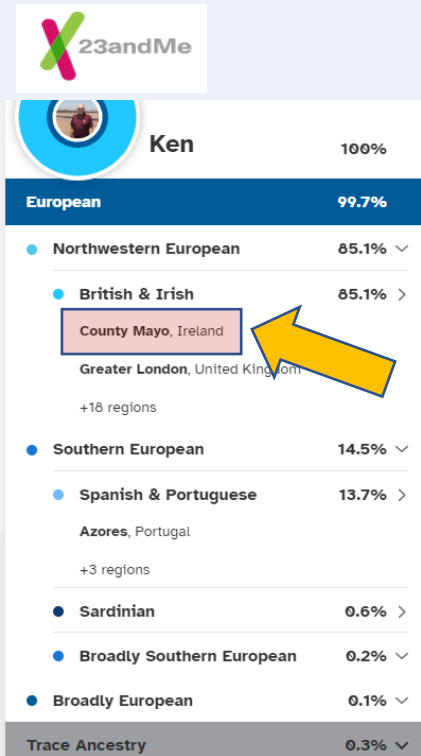 23andMe
Ken 100%
European 99.7%
Northwestern European 85.1%
British & Irish 85.1%
County Mayo, Ireland
Greater London, United Kingdom
+18 regions
Southern European 14.5%
Spanish & Portuguese 13.7%
Azores, Portugal
+3 regions
Sardinian 0.6%
Broadly Southern European 0.2%
Broadly European 0.1%
Trace Ancestry 0.3%